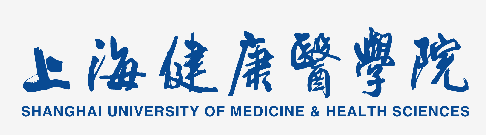 上海健康醫學院
SHANGHAI UNIVERSITY OF MEDICINE & HEALTH SCIENCES